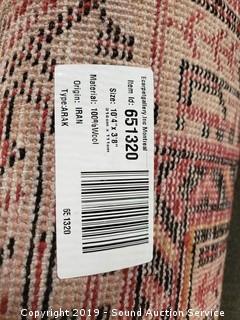 Ecarpetgallery Inc Montreal
Item Id: 651320
Size: 10'4" x 3'8"
Material: 100%Wool
Origin: IRAN
Type:ARAK
651320
Copyright 2019 - Sound Auction Service